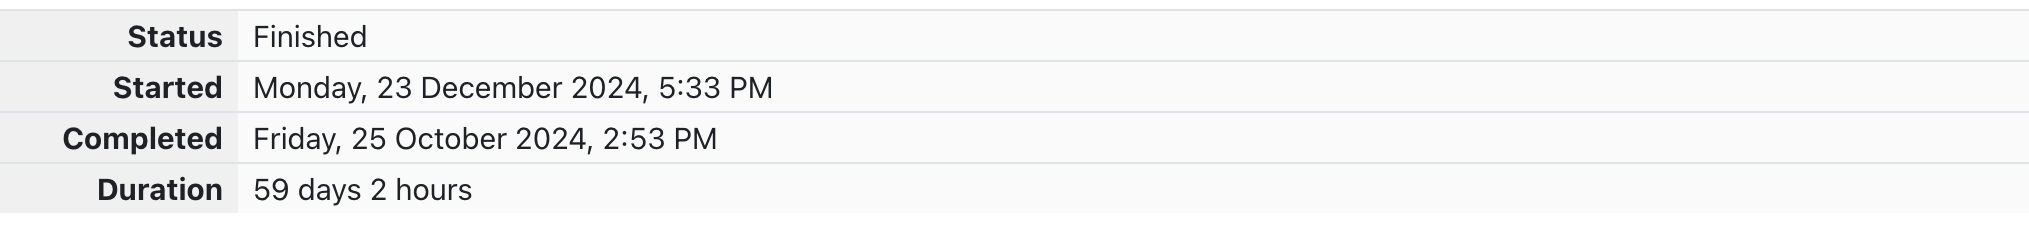 Status Finished
Started Monday, 23 December 2024, 5:33 PM
Completed Friday, 25 October 2024, 2:53 PM
Duration 59 days 2 hours